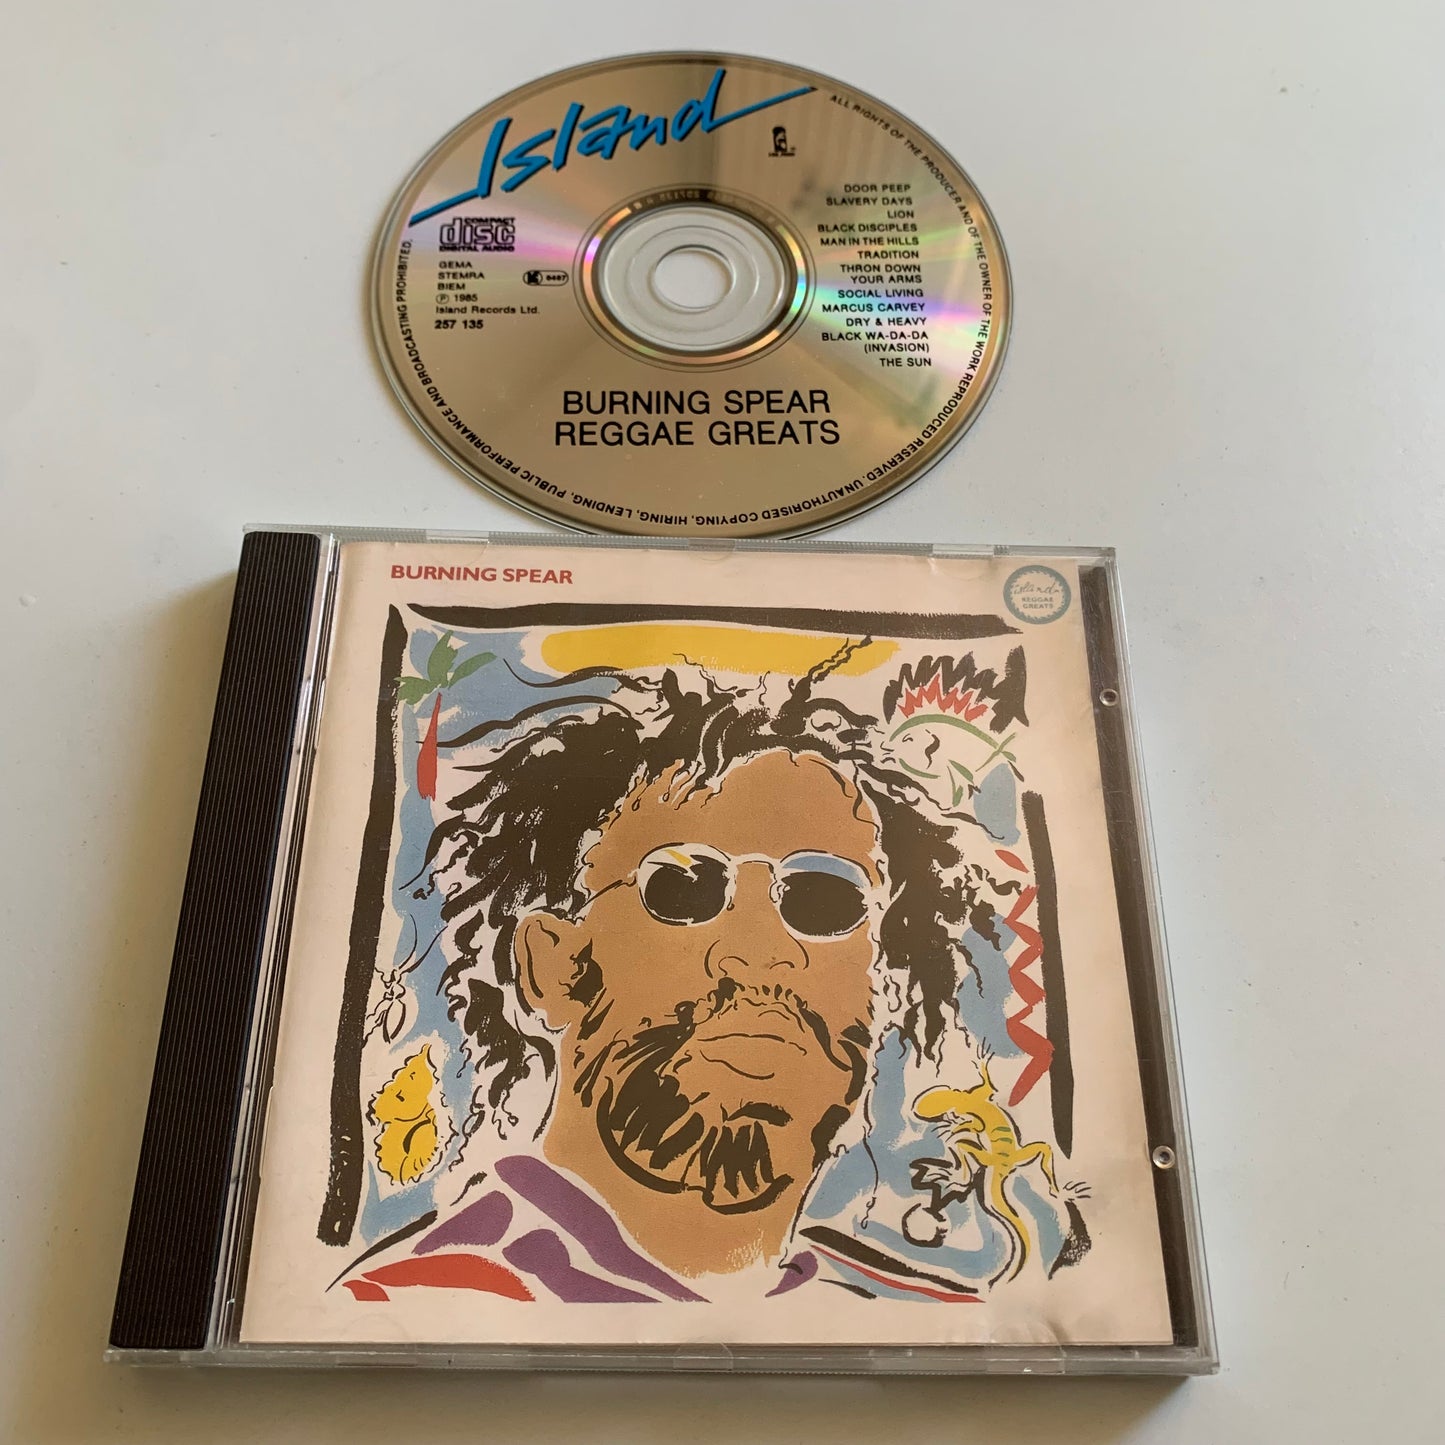 Island
ALL RIGHTS OF THE PRODUCER AND OF THE OWNER OF THE WORK REPRODUCED RESERVED. UNAUTHORISED COPYING, HIRING, LENDING, PUBLIC PERFORMANCE AND BROADCASTING PROHIBITED.
COMPACT
disc
DIGITAL AUDIO
GEMA
STEMRA
BIEM
Ⓟ 1985
Island Records Ltd.
257 135
DOOR PEEP
SLAVERY DAYS
LION
BLACK DISCIPLES
MAN IN THE HILLS
TRADITION
THRON DOWN
YOUR ARMS
SOCIAL LIVING
MARCUS CARVEY
DRY & HEAVY
BLACK WA-DA-DA
(INVASION)
THE SUN
BURNING SPEAR
REGGAE GREATS
BURNING SPEAR
island
REGGAE
GREATS